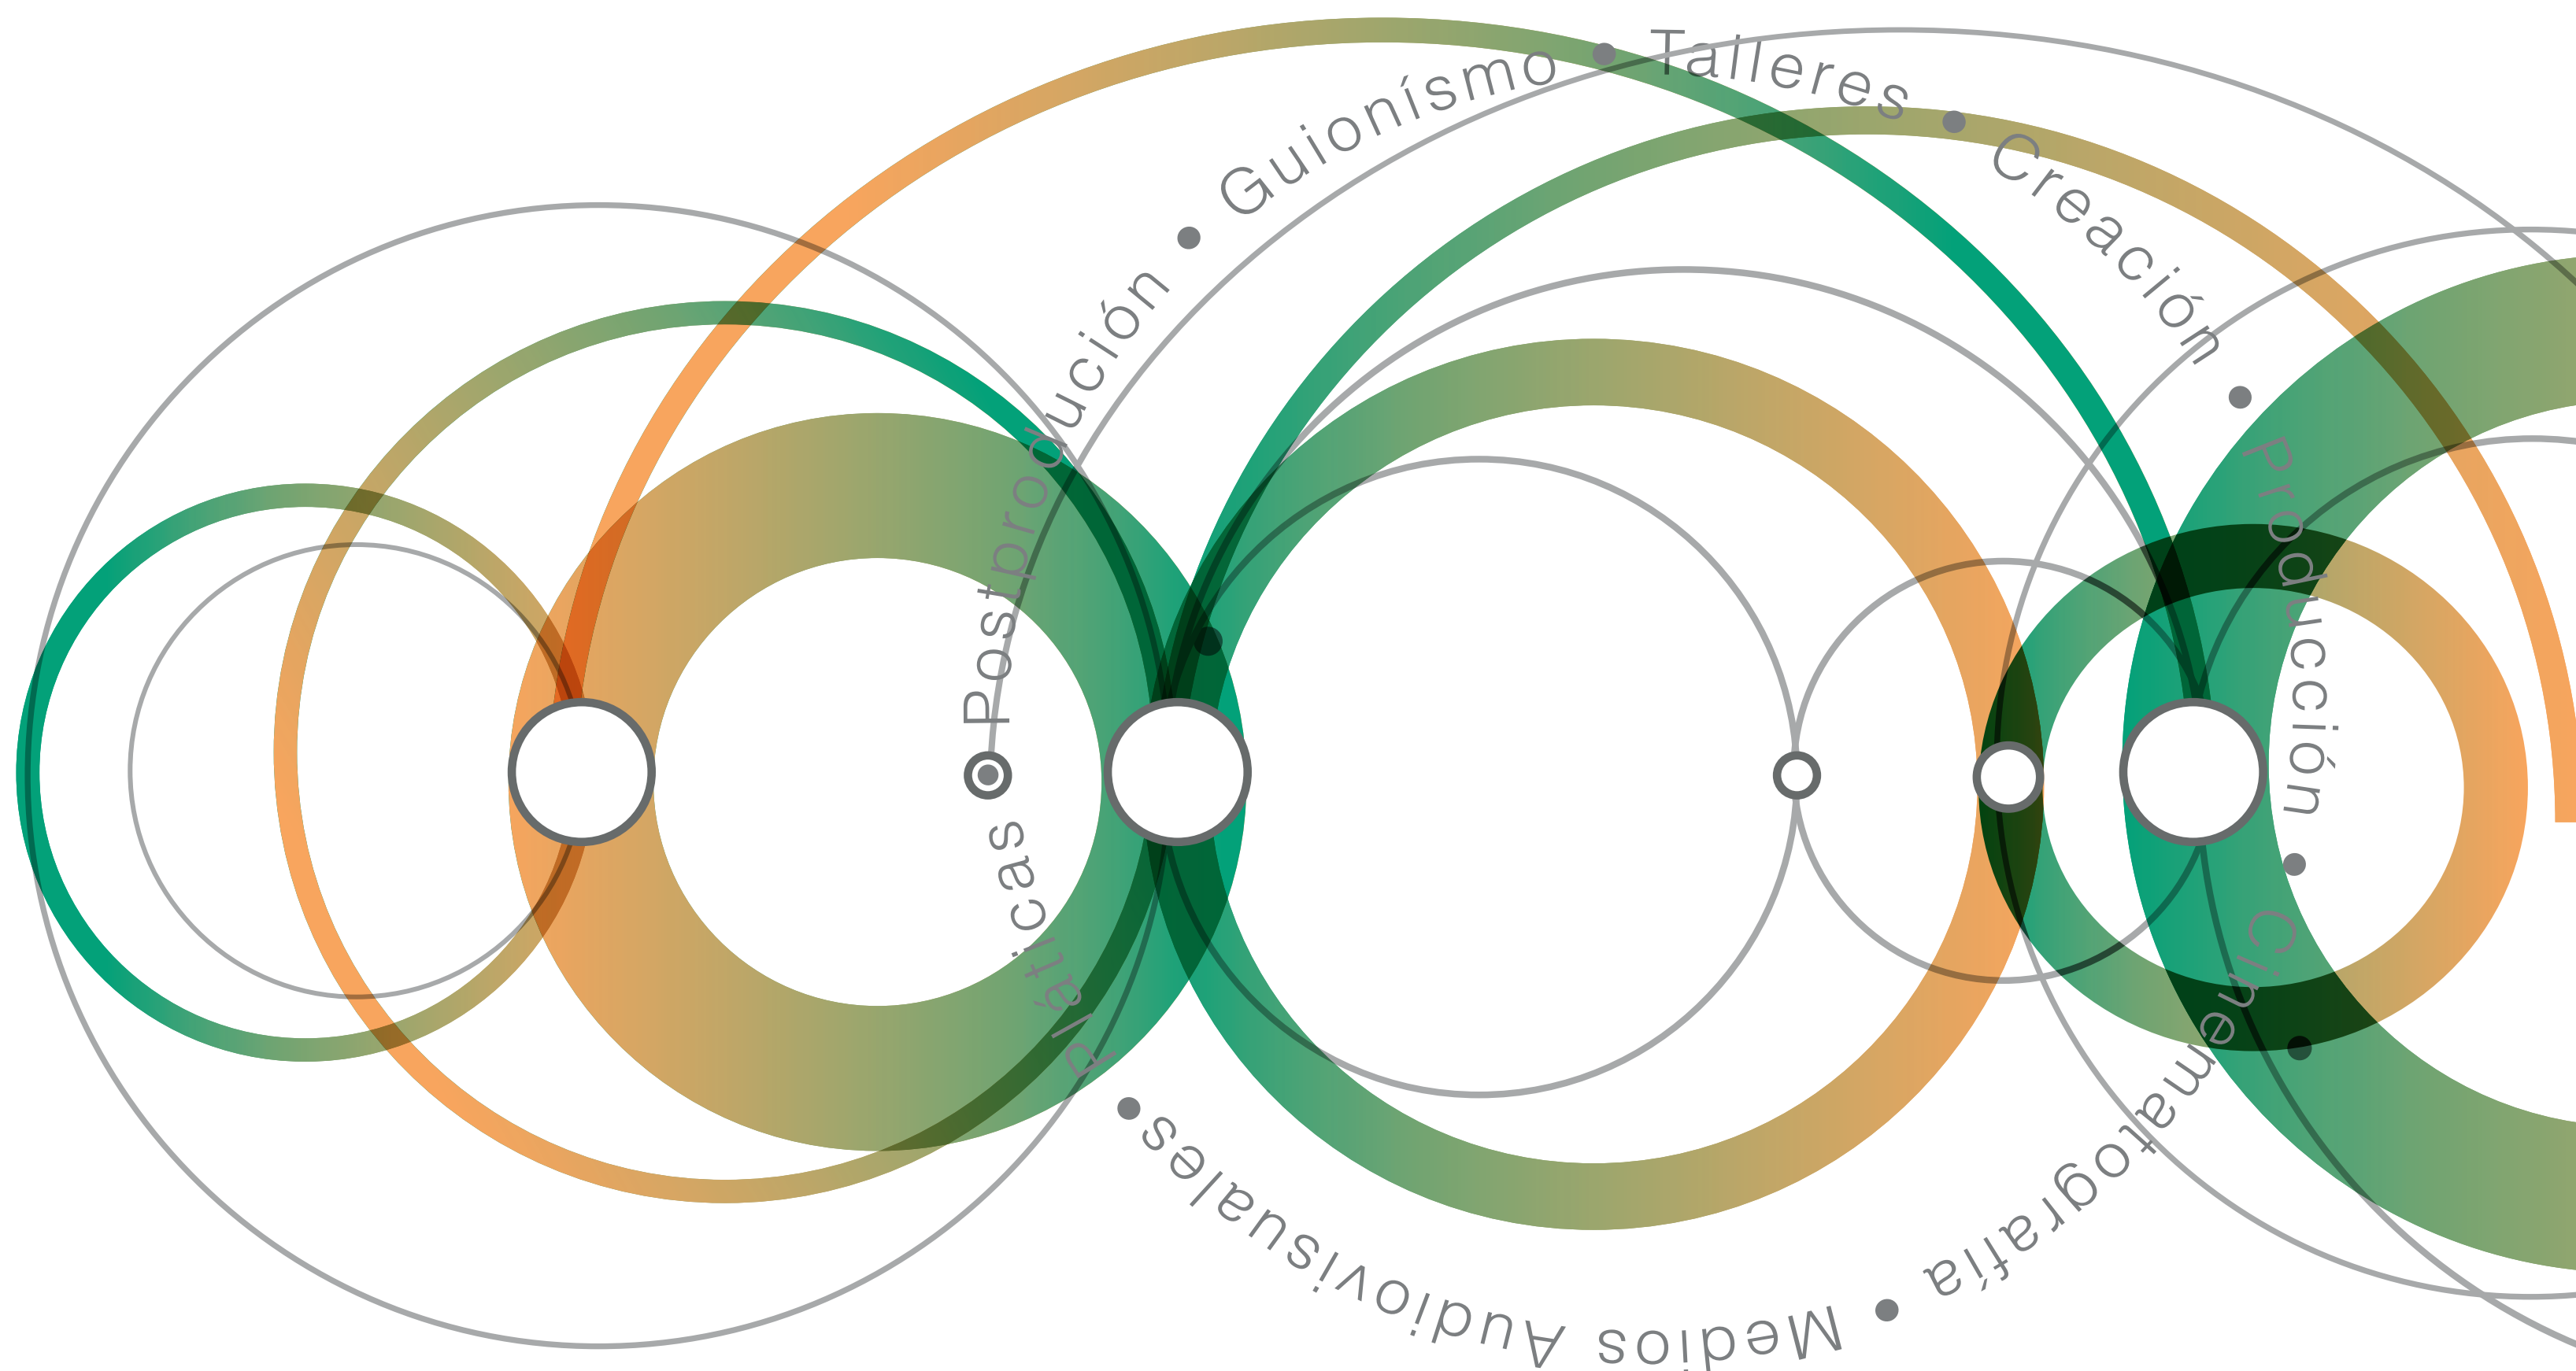 Postproducción • Guionísmo • Talleres • Creación • Producción • Cinematografía • Medios Audiovisuales • Pláticas